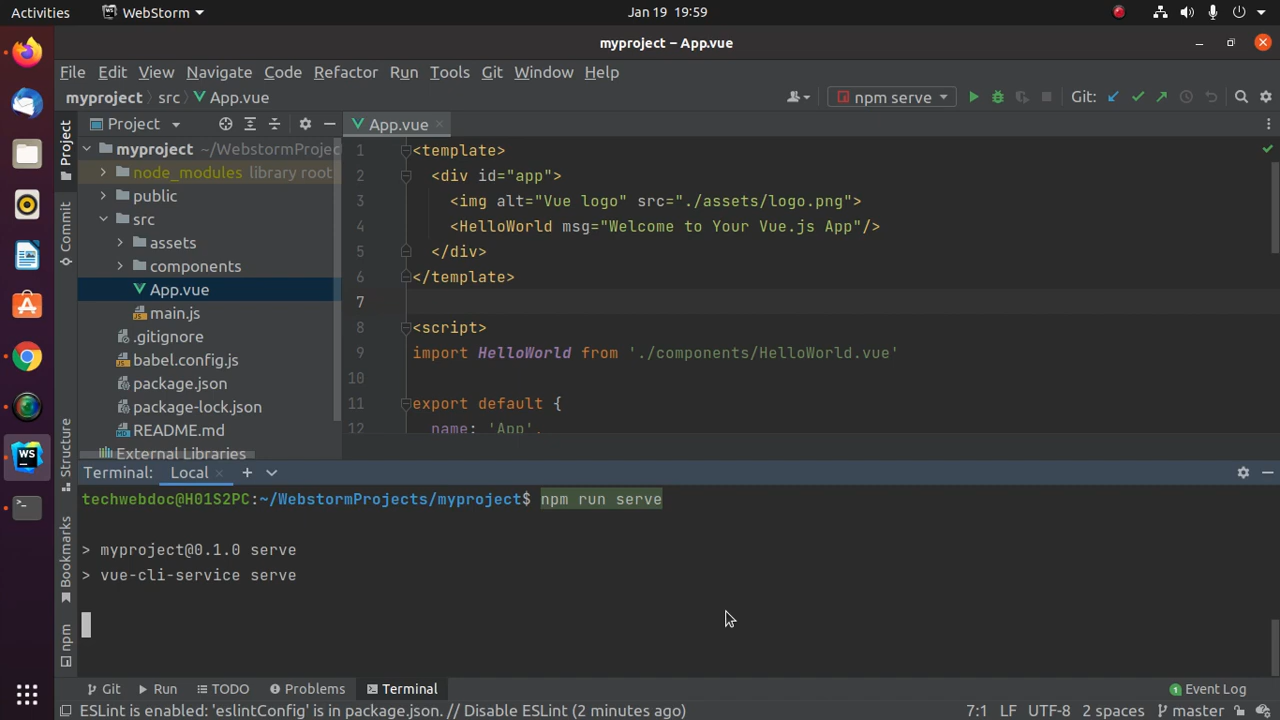 Activities WebStorm Jan 19 19:59
myproject – App.vue
File Edit View Navigate Code Refactor Run Tools Git Window Help
myproject src App.vue npm serve Git:
Project App.vue
myproject ~/WebstormProjec
node_modules library root
public
src
assets
components
App.vue
main.js
.gitignore
babel.config.js
package.json
package-lock.json
README.md
External Libraries
1 <template>
2 <div id="app">
3 <img alt="Vue logo" src="./assets/logo.png">
4 <HelloWorld msg="Welcome to Your Vue.js App"/>
5 </div>
6 </template>
7
8 <script>
9 import HelloWorld from './components/HelloWorld.vue'
10
11 export default {
12 name: 'App',
Project
Commit
Structure
Bookmarks
npm
WS
Terminal: Local
techwebdoc@H01S2PC:~/WebstormProjects/myproject$ npm run serve
> myproject@0.1.0 serve
> vue-cli-service serve
Git Run TODO Problems Terminal 1 Event Log
ESLint is enabled: 'eslintConfig' is in package.json. // Disable ESLint (2 minutes ago) 7:1 LF UTF-8 2 spaces master